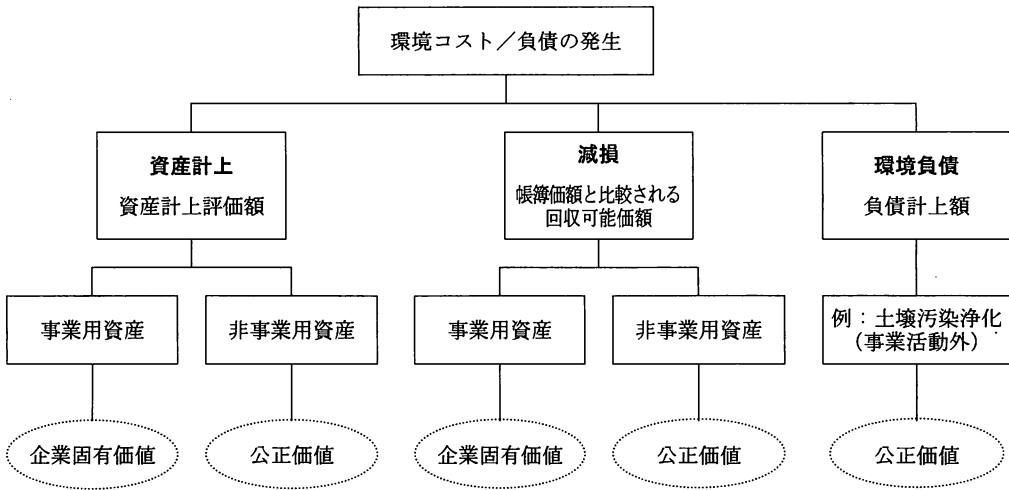 環境コスト／負債の発生
資産計上
資産計上評価額
減損
帳簿価額と比較される
回収可能価額
環境負債
負債計上額
事業用資産
非事業用資産
事業用資産
非事業用資産
例：土壌汚染浄化
（事業活動外）
企業固有価値
公正価値
企業固有価値
公正価値
公正価値